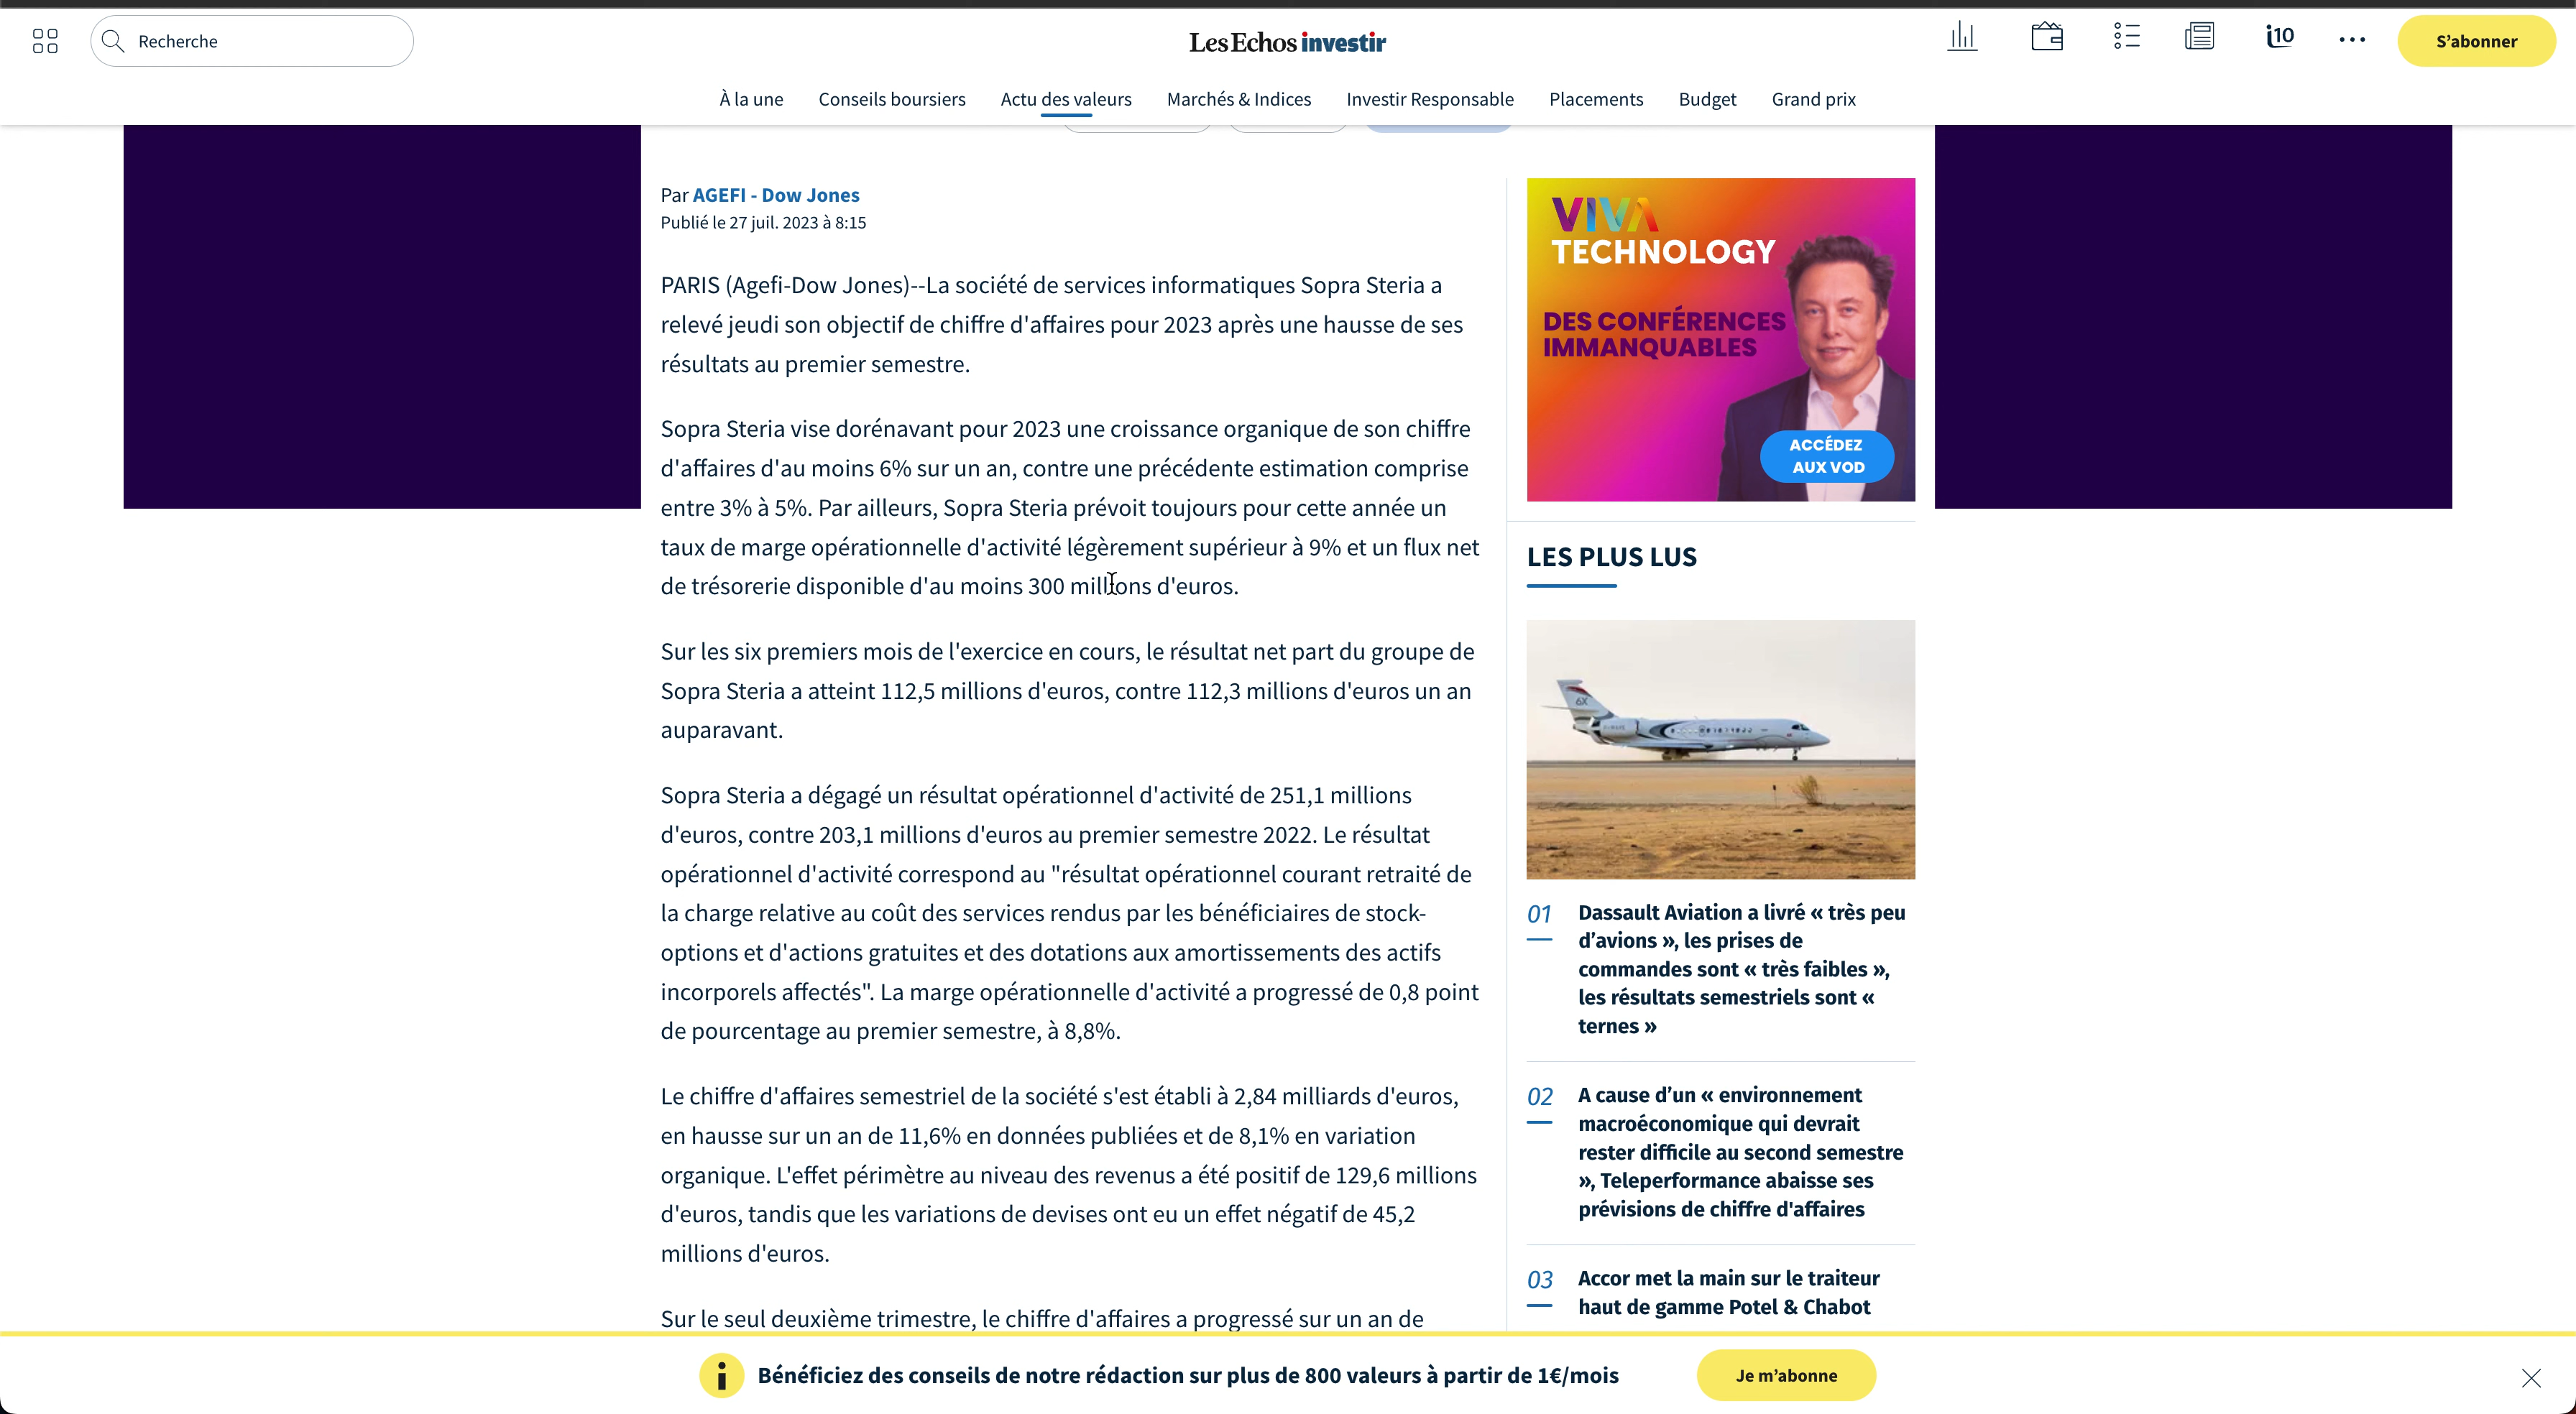 Recherche
Les Echos investir
i10
S'abonner
À la une
Conseils boursiers
Actu des valeurs
Marchés & Indices
Investir Responsable
Placements
Budget
Grand prix
Par AGEFI - Dow Jones
Publié le 27 juil. 2023 à 8:15
PARIS (Agefi-Dow Jones)--La société de services informatiques Sopra Steria a
relevé jeudi son objectif de chiffre d'affaires pour 2023 après une hausse de ses
résultats au premier semestre.
Sopra Steria vise dorénavant pour 2023 une croissance organique de son chiffre
d'affaires d'au moins 6% sur un an, contre une précédente estimation comprise
entre 3% à 5%. Par ailleurs, Sopra Steria prévoit toujours pour cette année un
taux de marge opérationnelle d'activité légèrement supérieur à 9% et un flux net
de trésorerie disponible d'au moins 300 millions d'euros.
Sur les six premiers mois de l'exercice en cours, le résultat net part du groupe de
Sopra Steria a atteint 112,5 millions d'euros, contre 112,3 millions d'euros un an
auparavant.
Sopra Steria a dégagé un résultat opérationnel d'activité de 251,1 millions
d'euros, contre 203,1 millions d'euros au premier semestre 2022. Le résultat
opérationnel d'activité correspond au "résultat opérationnel courant retraité de
la charge relative au coût des services rendus par les bénéficiaires de stock-
options et d'actions gratuites et des dotations aux amortissements des actifs
incorporels affectés". La marge opérationnelle d'activité a progressé de 0,8 point
de pourcentage au premier semestre, à 8,8%.
Le chiffre d'affaires semestriel de la société s'est établi à 2,84 milliards d'euros,
en hausse sur un an de 11,6% en données publiées et de 8,1% en variation
organique. L'effet périmètre au niveau des revenus a été positif de 129,6 millions
d'euros, tandis que les variations de devises ont eu un effet négatif de 45,2
millions d'euros.
Sur le seul deuxième trimestre, le chiffre d'affaires a progressé sur un an de
VIVA
TECHNOLOGY
DES CONFÉRENCES
IMMANQUABLES
ACCÉDEZ
AUX VOD
LES PLUS LUS
6X
01
Dassault Aviation a livré « très peu
d'avions », les prises de
commandes sont « très faibles »,
les résultats semestriels sont «
ternes »
02
A cause d'un « environnement
macroéconomique qui devrait
rester difficile au second semestre
», Teleperformance abaisse ses
prévisions de chiffre d'affaires
03
Accor met la main sur le traiteur
haut de gamme Potel & Chabot
Bénéficiez des conseils de notre rédaction sur plus de 800 valeurs à partir de 1€/mois
Je m'abonne